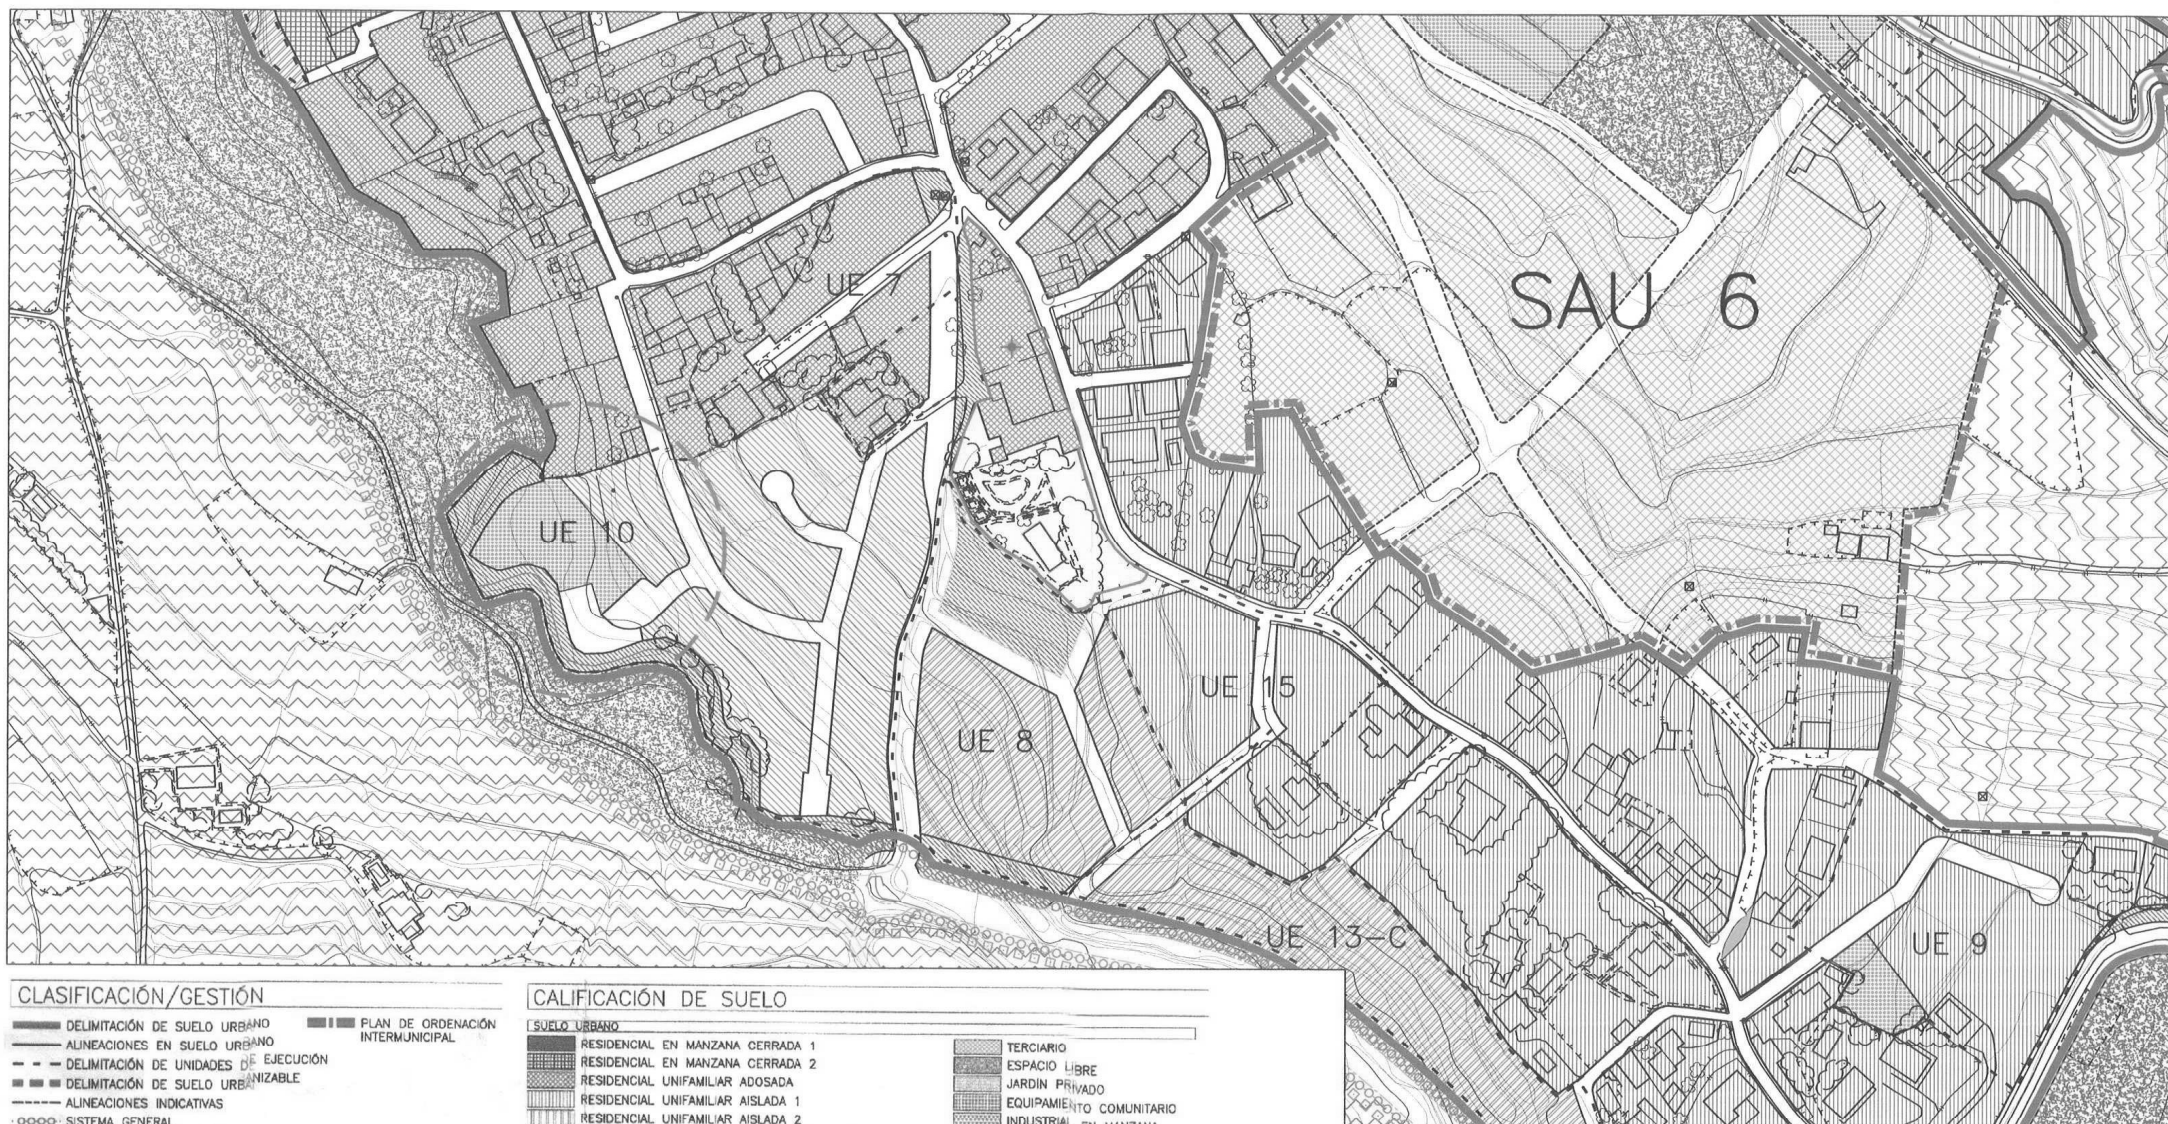 SAU 6
UE 7
UE 10
UE 15
UE 8
UE 13-C
UE 9
CLASIFICACIÓN/GESTIÓN
DELIMITACIÓN DE SUELO URBANO
ALINEACIONES EN SUELO URBANO
DELIMITACIÓN DE UNIDADES DE EJECUCIÓN
DELIMITACIÓN DE SUELO URBANIZABLE
ALINEACIONES INDICATIVAS
SISTEMA GENERAL
PLAN DE ORDENACIÓN
INTERMUNICIPAL
CALIFICACIÓN DE SUELO
SUELO URBANO
RESIDENCIAL EN MANZANA CERRADA 1
RESIDENCIAL EN MANZANA CERRADA 2
RESIDENCIAL UNIFAMILIAR ADOSADA
RESIDENCIAL UNIFAMILIAR AISLADA 1
RESIDENCIAL UNIFAMILIAR AISLADA 2
TERCIARIO
ESPACIO LIBRE
JARDÍN PRIVADO
EQUIPAMIENTO COMUNITARIO
INDUSTRIAL EN MANZANA